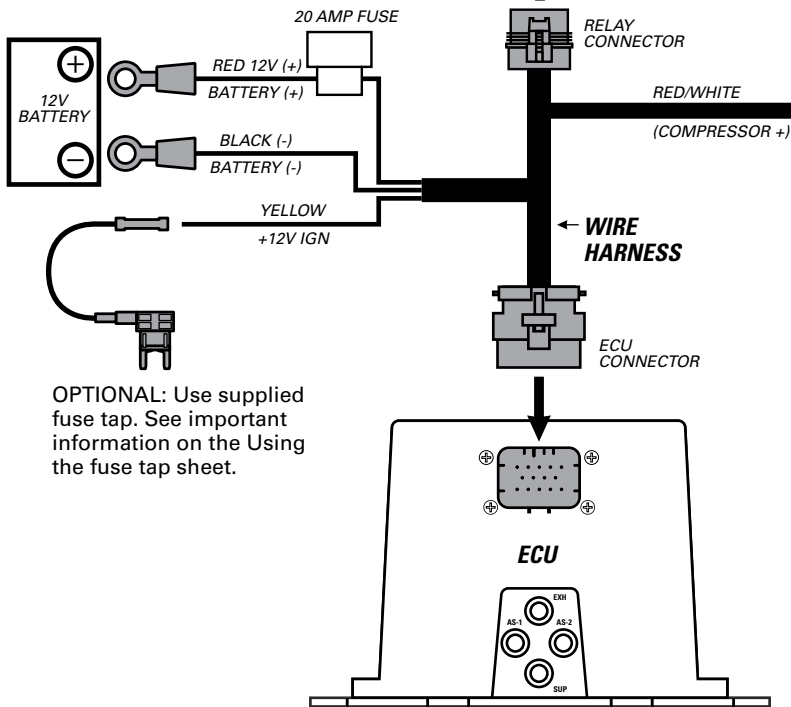 20 AMP FUSE
RELAY
CONNECTOR
RED 12V (+)
BATTERY (+)
12V
BATTERY
RED/WHITE
(COMPRESSOR +)
BLACK (-)
BATTERY (-)
YELLOW
+12V IGN
WIRE
HARNESS
ECU
CONNECTOR
OPTIONAL: Use supplied
fuse tap. See important
information on the Using
the fuse tap sheet.
ECU
EXH
AS-1
AS-2
SUP